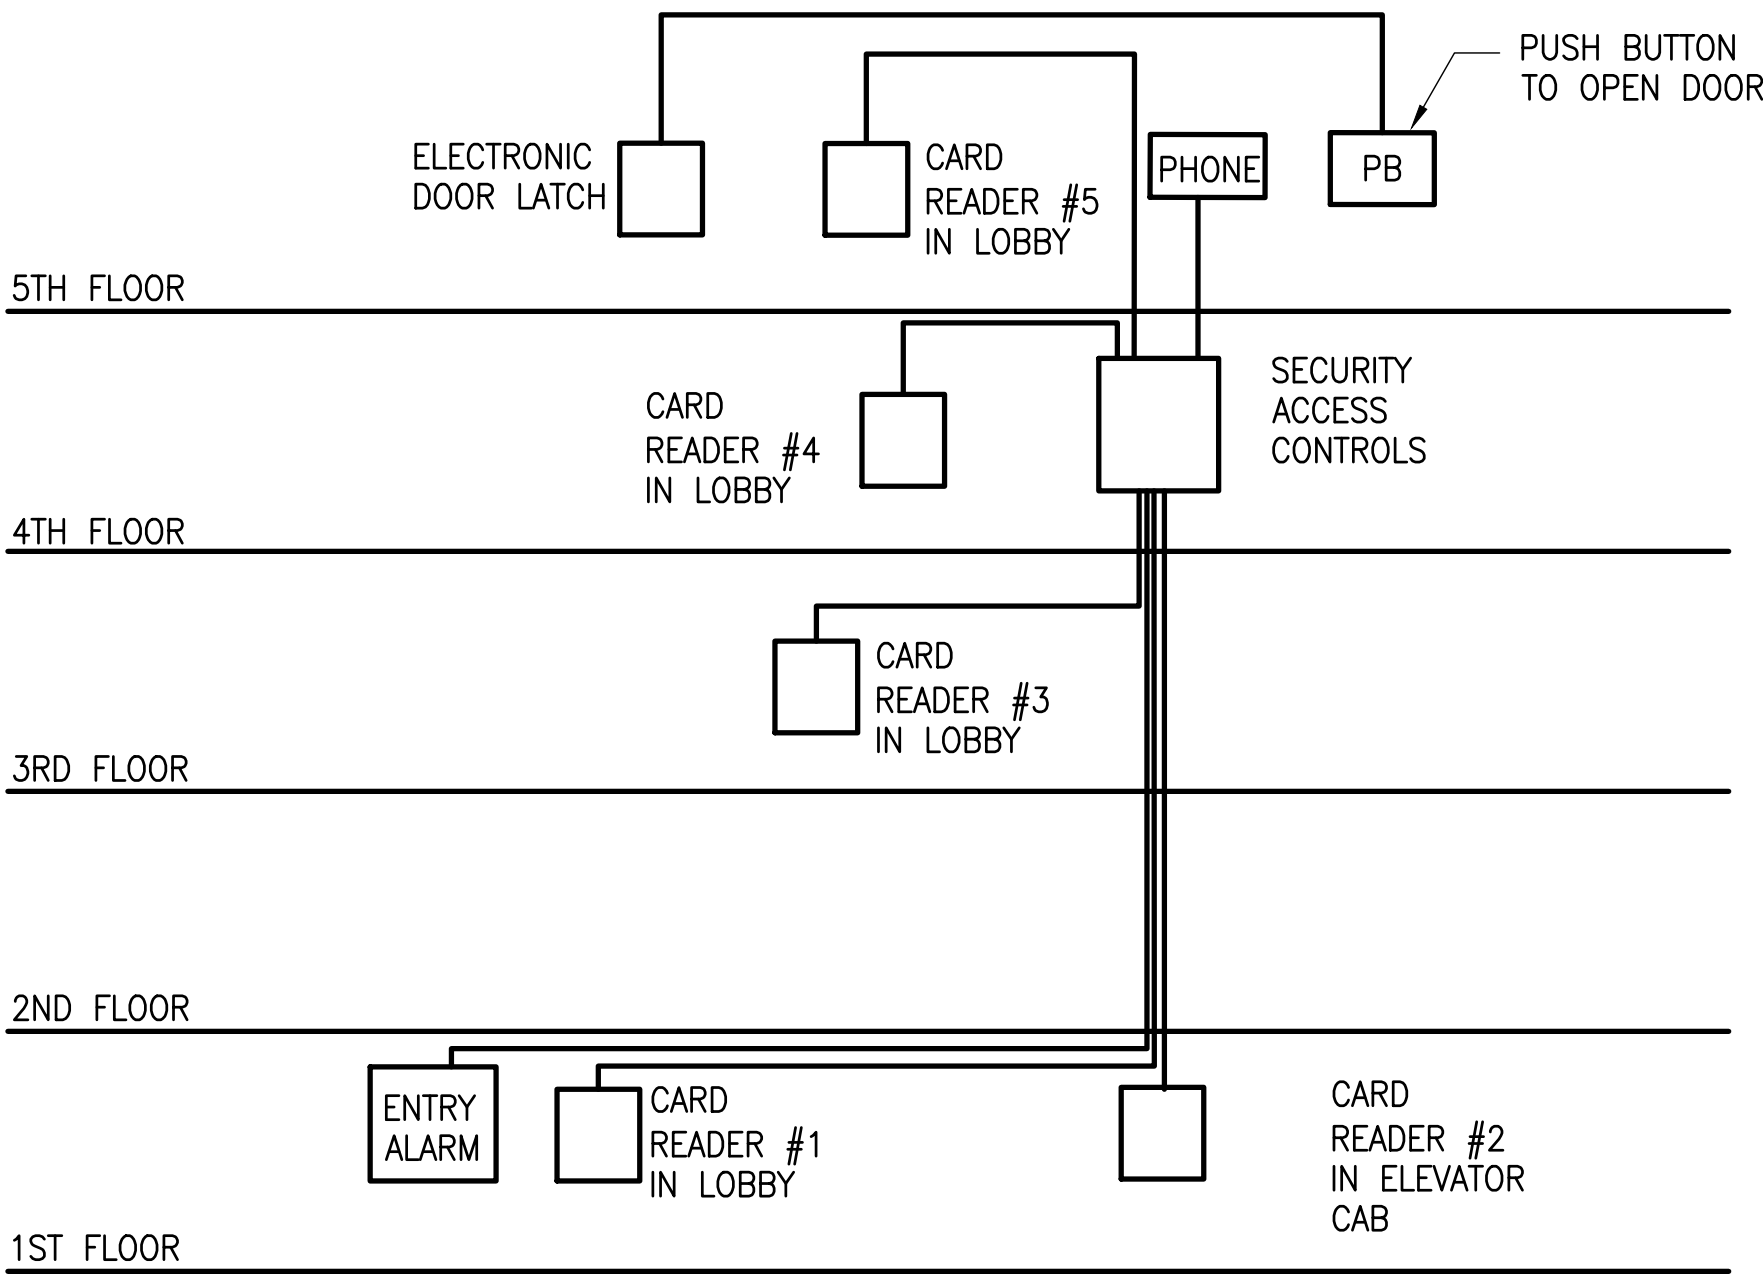 PUSH BUTTON
TO OPEN DOOR
ELECTRONIC
DOOR LATCH
CARD
READER #5
IN LOBBY
PHONE
PB
5TH FLOOR
CARD
READER #4
IN LOBBY
SECURITY
ACCESS
CONTROLS
4TH FLOOR
CARD
READER #3
IN LOBBY
3RD FLOOR
2ND FLOOR
ENTRY
ALARM
CARD
READER #1
IN LOBBY
CARD
READER #2
IN ELEVATOR
CAB
1ST FLOOR